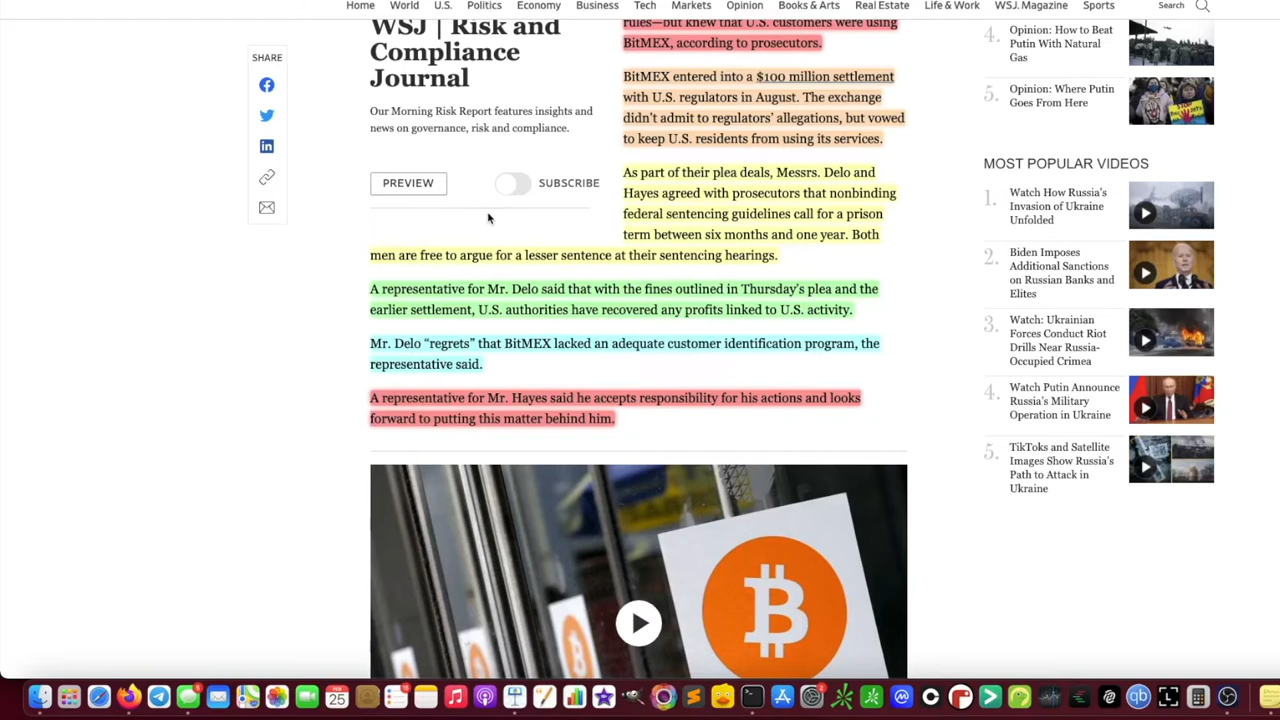 Home World U.S. Politics Economy Business Tech Markets Opinion Books & Arts Real Estate Life & Work WSJ. Magazine Sports Search
SHARE
WSJ | Risk and
Compliance
Journal
Our Morning Risk Report features insights and
news on governance, risk and compliance.
PREVIEW
SUBSCRIBE
rules—but knew that U.S. customers were using
BitMEX, according to prosecutors.
BitMEX entered into a $100 million settlement
with U.S. regulators in August. The exchange
didn't admit to regulators' allegations, but vowed
to keep U.S. residents from using its services.
As part of their plea deals, Messrs. Delo and
Hayes agreed with prosecutors that nonbinding
federal sentencing guidelines call for a prison
term between six months and one year. Both
men are free to argue for a lesser sentence at their sentencing hearings.
A representative for Mr. Delo said that with the fines outlined in Thursday's plea and the
earlier settlement, U.S. authorities have recovered any profits linked to U.S. activity.
Mr. Delo “regrets” that BitMEX lacked an adequate customer identification program, the
representative said.
A representative for Mr. Hayes said he accepts responsibility for his actions and looks
forward to putting this matter behind him.
4.
Opinion: How to Beat
Putin With Natural
Gas
5.
Opinion: Where Putin
Goes From Here
MOST POPULAR VIDEOS
1.
Watch How Russia's
Invasion of Ukraine
Unfolded
2.
Biden Imposes
Additional Sanctions
on Russian Banks and
Elites
3.
Watch: Ukrainian
Forces Conduct Riot
Drills Near Russia-
Occupied Crimea
4.
Watch Putin Announce
Russia's Military
Operation in Ukraine
5.
TikToks and Satellite
Images Show Russia's
Path to Attack in
Ukraine
FEB
25